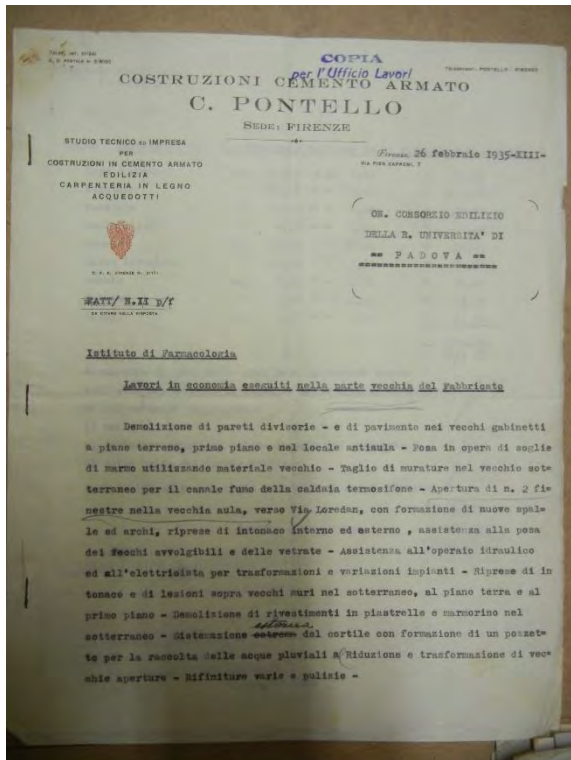 COPIA
per l'Ufficio Lavori
COSTRUZIONI CEMENTO ARMATO
C. PONTELLO
SEDE: FIRENZE
STUDIO TECNICO ED IMPRESA
PER
COSTRUZIONI IN CEMENTO ARMATO
EDILIZIA
CARPENTERIA IN LEGNO
ACQUEDOTTI
Firenze, 26 febbraio 1935-XIII-
ON. CONSORZIO EDILIZIO
DELLA R. UNIVERSITA' DI
== PADOVA ==
FATT/ N.II p/f
DA CITARE NELLA RISPOSTA
Istituto di Farmacologia
Lavori in economia eseguiti nella parte vecchia del Fabbricato
Demolizione di pareti divisorie - e di pavimento nei vecchi gabinetti
a piano terreno, primo piano e nel locale antiaula - Posa in opera di soglie
di marmo utilizzando materiale vecchio - Taglio di murature nel vecchio sot=
terraneo per il canale fumo della caldaia termosifone - Apertura di n. 2 fi=
nestre nella vecchia aula, verso Via Loredan, con formazione di nuove spal=
le ed archi, riprese di intonaco interno ed esterno , assistenza alla posa
dei avvolgibili e delle vetrate - Assistenza all'operaio idraulico
ed all'elettricista per trasformazioni e variazioni impianti - Riprese di in
tonaco e di lesioni sopra vecchi muri nel sotterraneo, al piano terra e al
primo piano - Demolizione di rivestimenti in piastrelle e marmorino nel
sotterraneo - Sistemazione esterna del cortile con formazione di un pozzet=
to per la raccolta delle acque pluviali Riduzione e trasformazione di vec=
chie aperture - Rifiniture varie e pulizie -